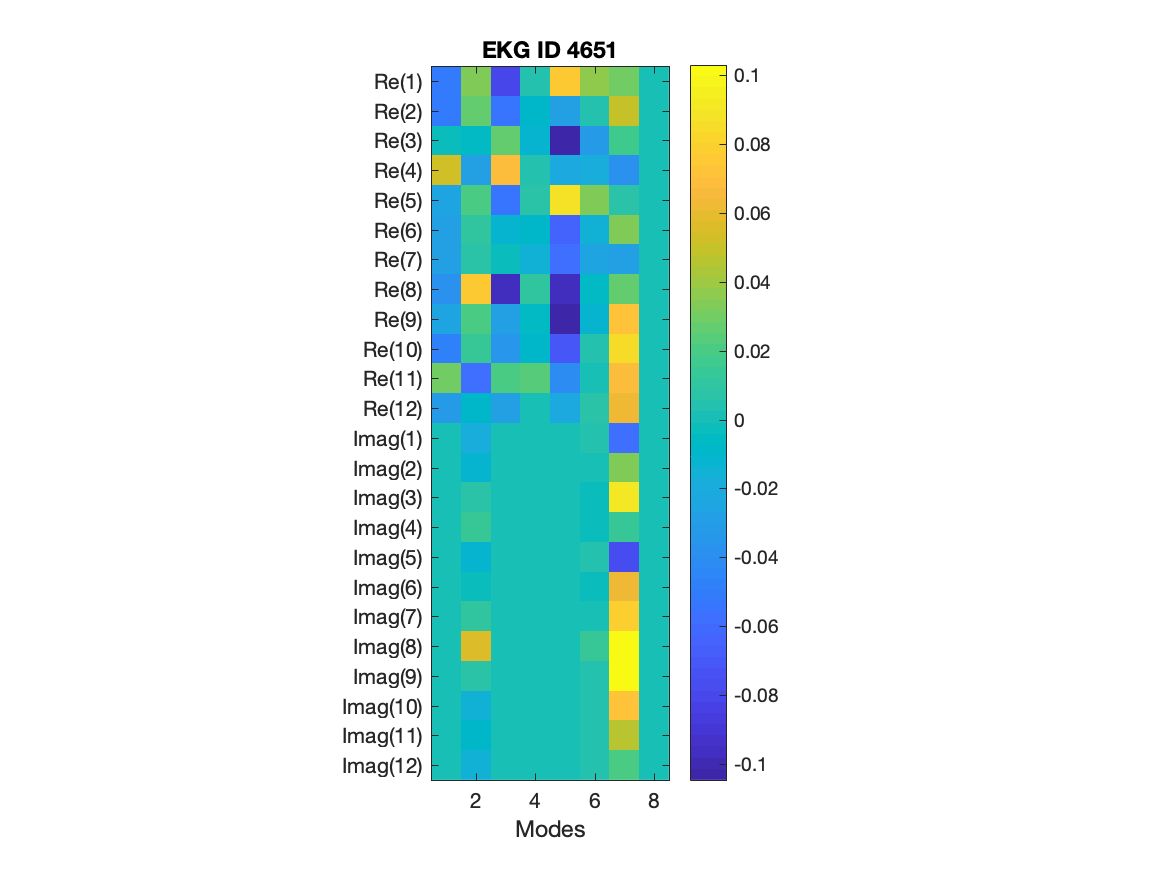 EKG ID 4651
Re(1)
Re(2)
Re(3)
Re(4)
Re(5)
Re(6)
Re(7)
Re(8)
Re(9)
Re(10)
Re(11)
Re(12)
Imag(1)
Imag(2)
Imag(3)
Imag(4)
Imag(5)
Imag(6)
Imag(7)
Imag(8)
Imag(9)
Imag(10)
Imag(11)
Imag(12)
2 4 6 8
Modes
0.1
0.08
0.06
0.04
0.02
0
-0.02
-0.04
-0.06
-0.08
-0.1